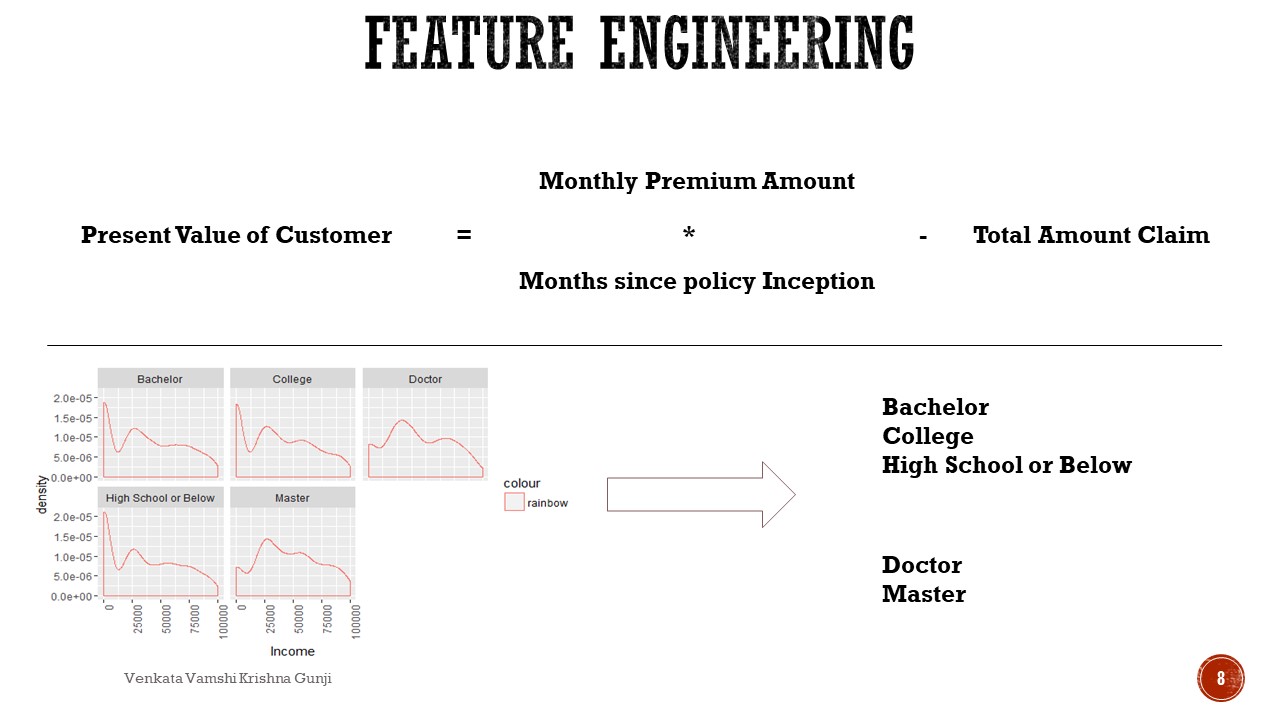 FEATURE ENGINEERING
Monthly Premium Amount
Present Value of Customer = * - Total Amount Claim
Months since policy Inception
Bachelor College Doctor
2.0e-05
1.5e-05
1.0e-05
5.0e-06
0.0e+00
density
High School or Below Master
2.0e-05
1.5e-05
1.0e-05
5.0e-06
0.0e+00
0 25000 50000 75000 100000 0 25000 50000 75000 100000
Income
colour
rainbow
Bachelor
College
High School or Below
Doctor
Master
Venkata Vamshi Krishna Gunji
8